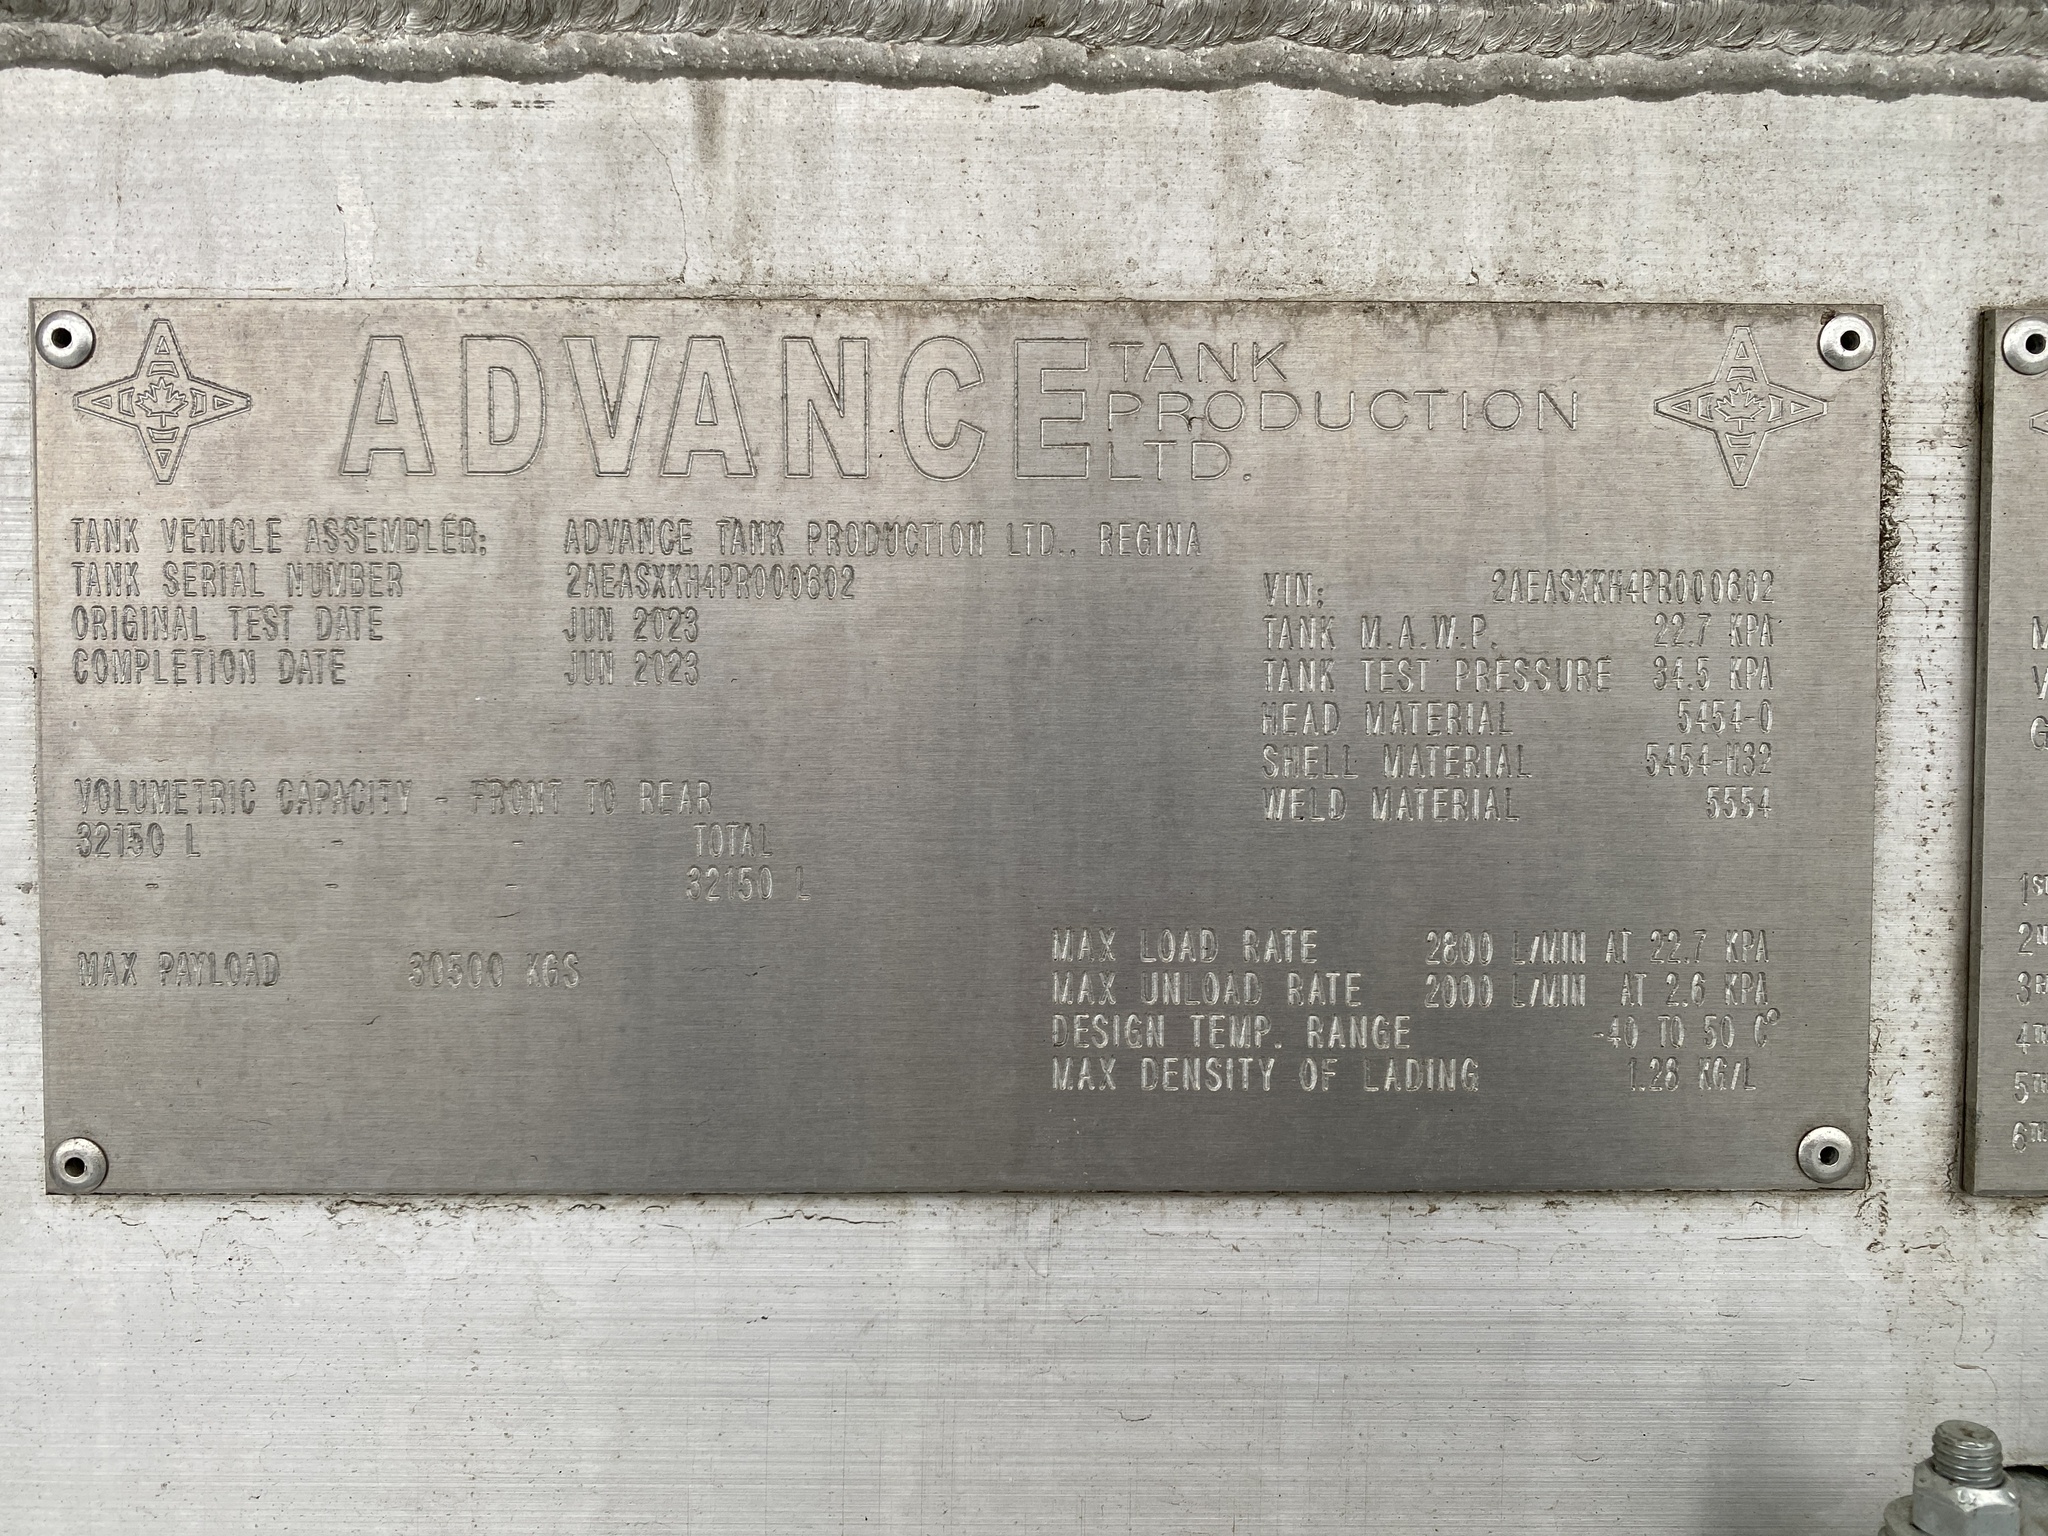 ADVANCE TANK PRODUCTION LTD.
TANK VEHICLE ASSEMBLER: ADVANCE TANK PRODUCTION LTD., REGINA
TANK SERIAL NUMBER 2AEASXKH4PR000602
ORIGINAL TEST DATE JUN 2023
COMPLETION DATE JUN 2023
VOLUMETRIC CAPACITY - FRONT TO REAR
32150 L - - TOTAL
- - - 32150 L
MAX PAYLOAD 30500 KGS
VIN: 2AEASXKH4PR000602
TANK M.A.W.P. 22.7 KPA
TANK TEST PRESSURE 34.5 KPA
HEAD MATERIAL 5454-0
SHELL MATERIAL 5454-H32
WELD MATERIAL 5554
MAX LOAD RATE 2800 L/MIN AT 22.7 KPA
MAX UNLOAD RATE 2000 L/MIN AT 2.6 KPA
DESIGN TEMP. RANGE -40 TO 50 C°
MAX DENSITY OF LADING 1.28 KG/L
2N
4TH
5TH
6TH